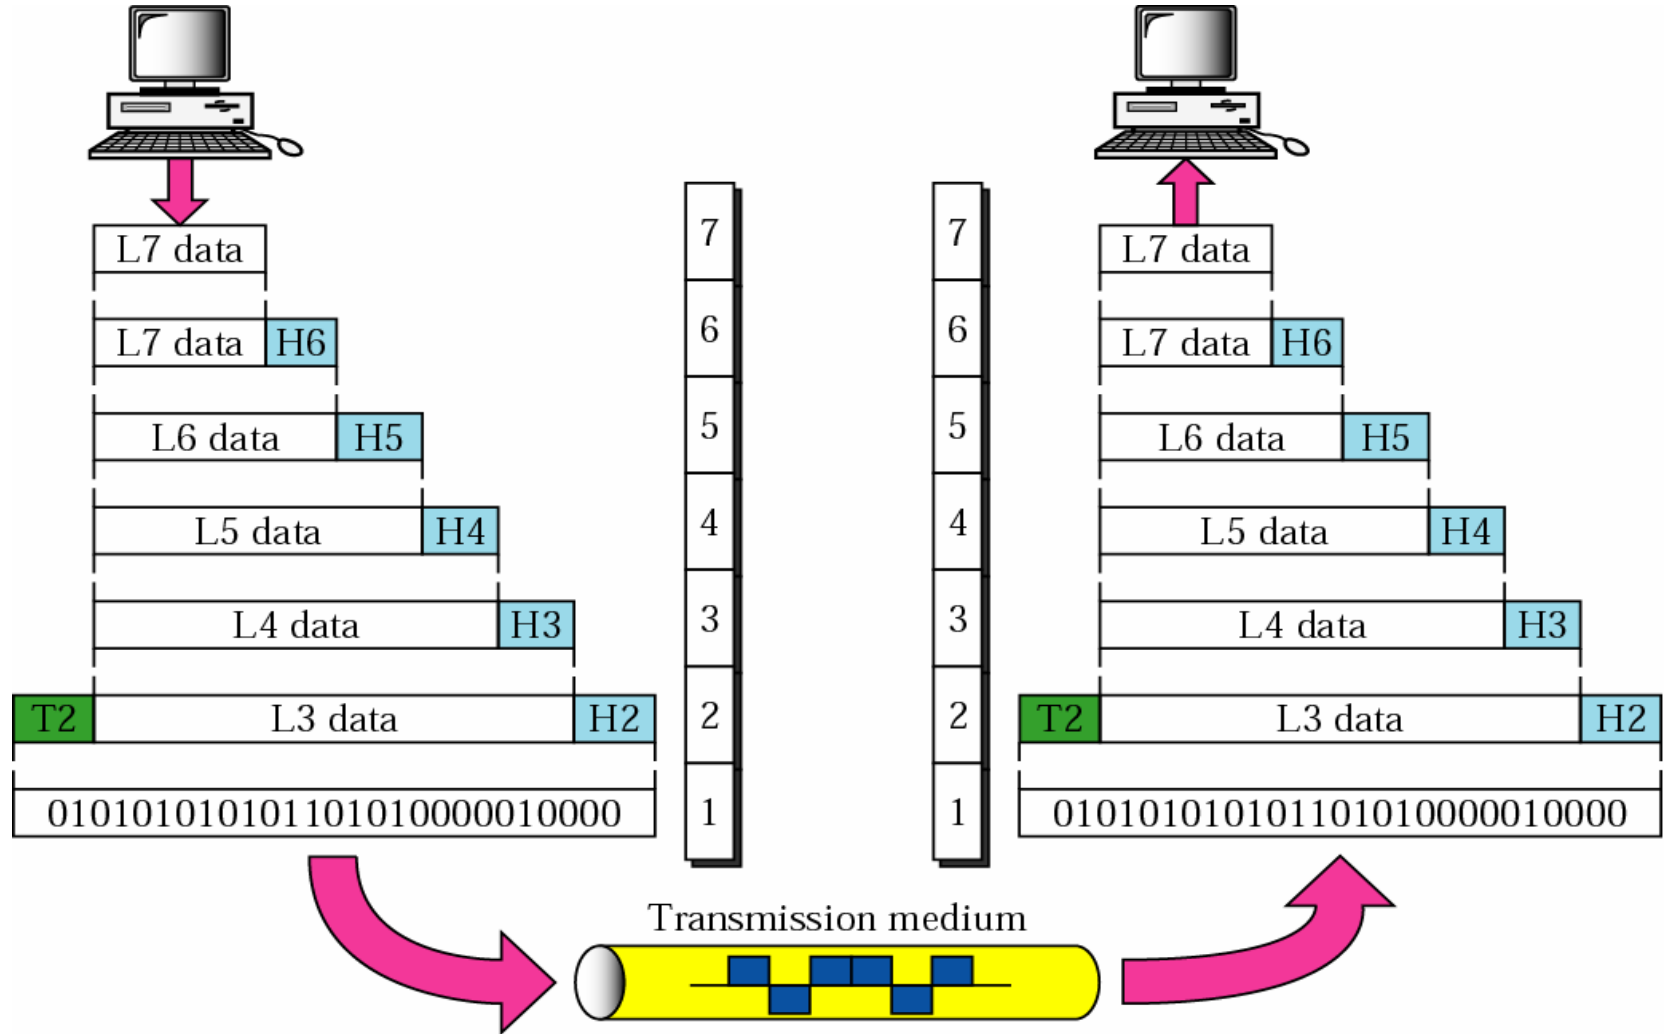 L7 data
L7 data H6
L6 data H5
L5 data H4
L4 data H3
T2 L3 data H2
010101010101101010000010000
7
6
5
4
3
2
1
7
6
5
4
3
2
1
L7 data
L7 data H6
L6 data H5
L5 data H4
L4 data H3
T2 L3 data H2
010101010101101010000010000
Transmission medium